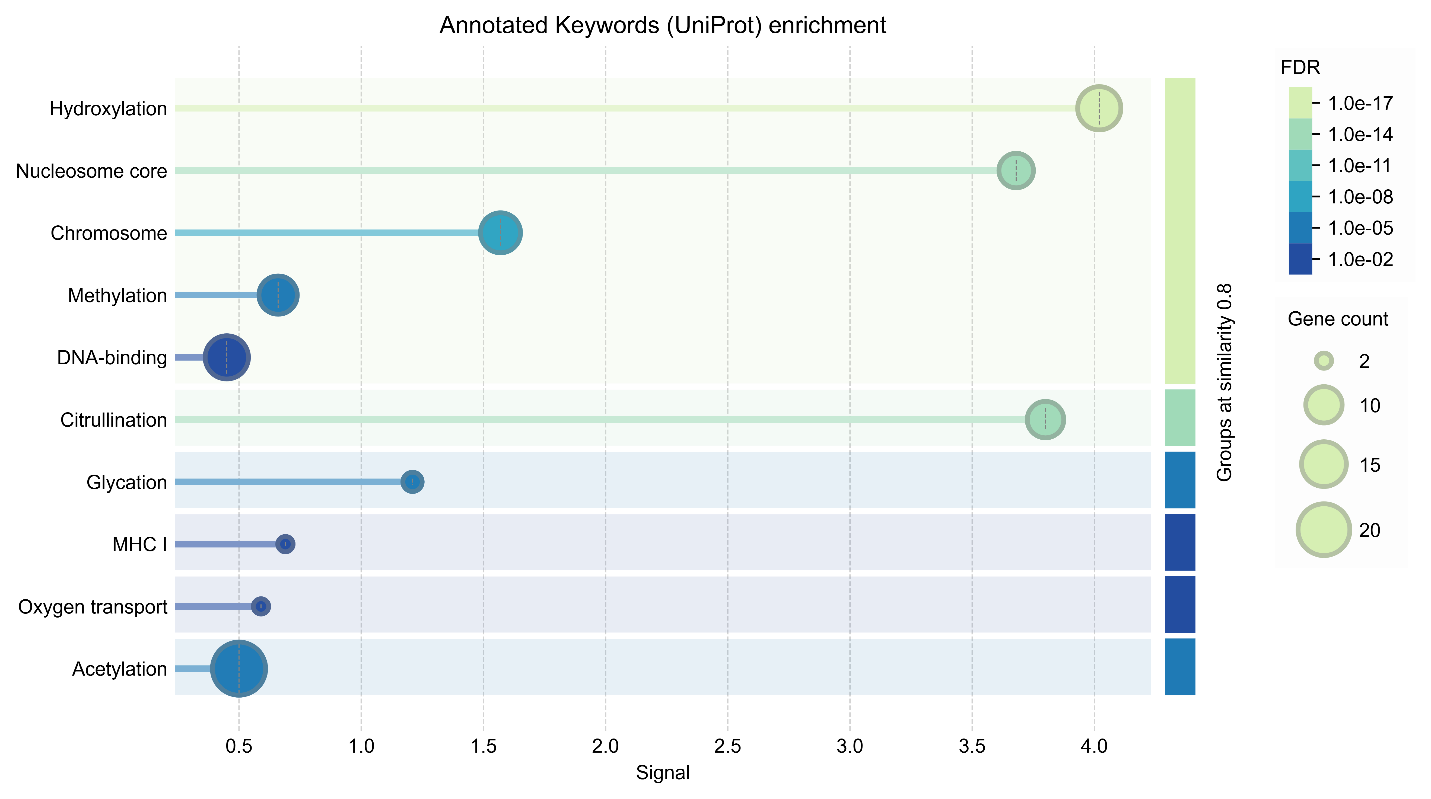 Annotated Keywords (UniProt) enrichment
Hydroxylation
Nucleosome core
Chromosome
Methylation
DNA-binding
Citrullination
Glycation
MHC I
Oxygen transport
Acetylation
0.5 1.0 1.5 2.0 2.5 3.0 3.5 4.0
Signal
Groups at similarity 0.8
FDR
1.0e-17
1.0e-14
1.0e-11
1.0e-08
1.0e-05
1.0e-02
Gene count
2
10
15
20